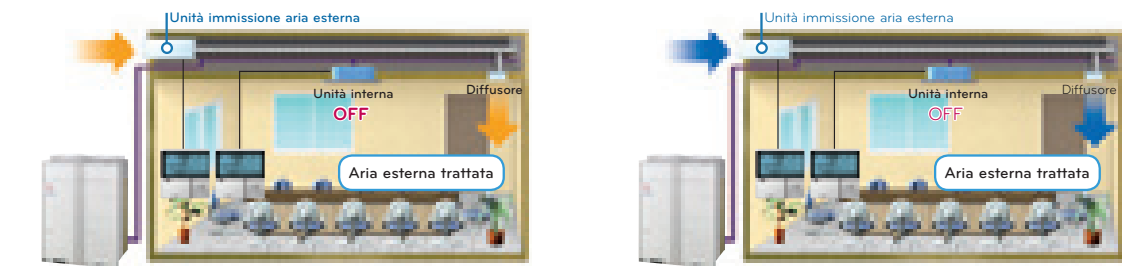 Unità immissione aria esterna
Unità interna
OFF
Diffusore
Aria esterna trattata
Unità immissione aria esterna
Unità interna
OFF
Diffusore
Aria esterna trattata